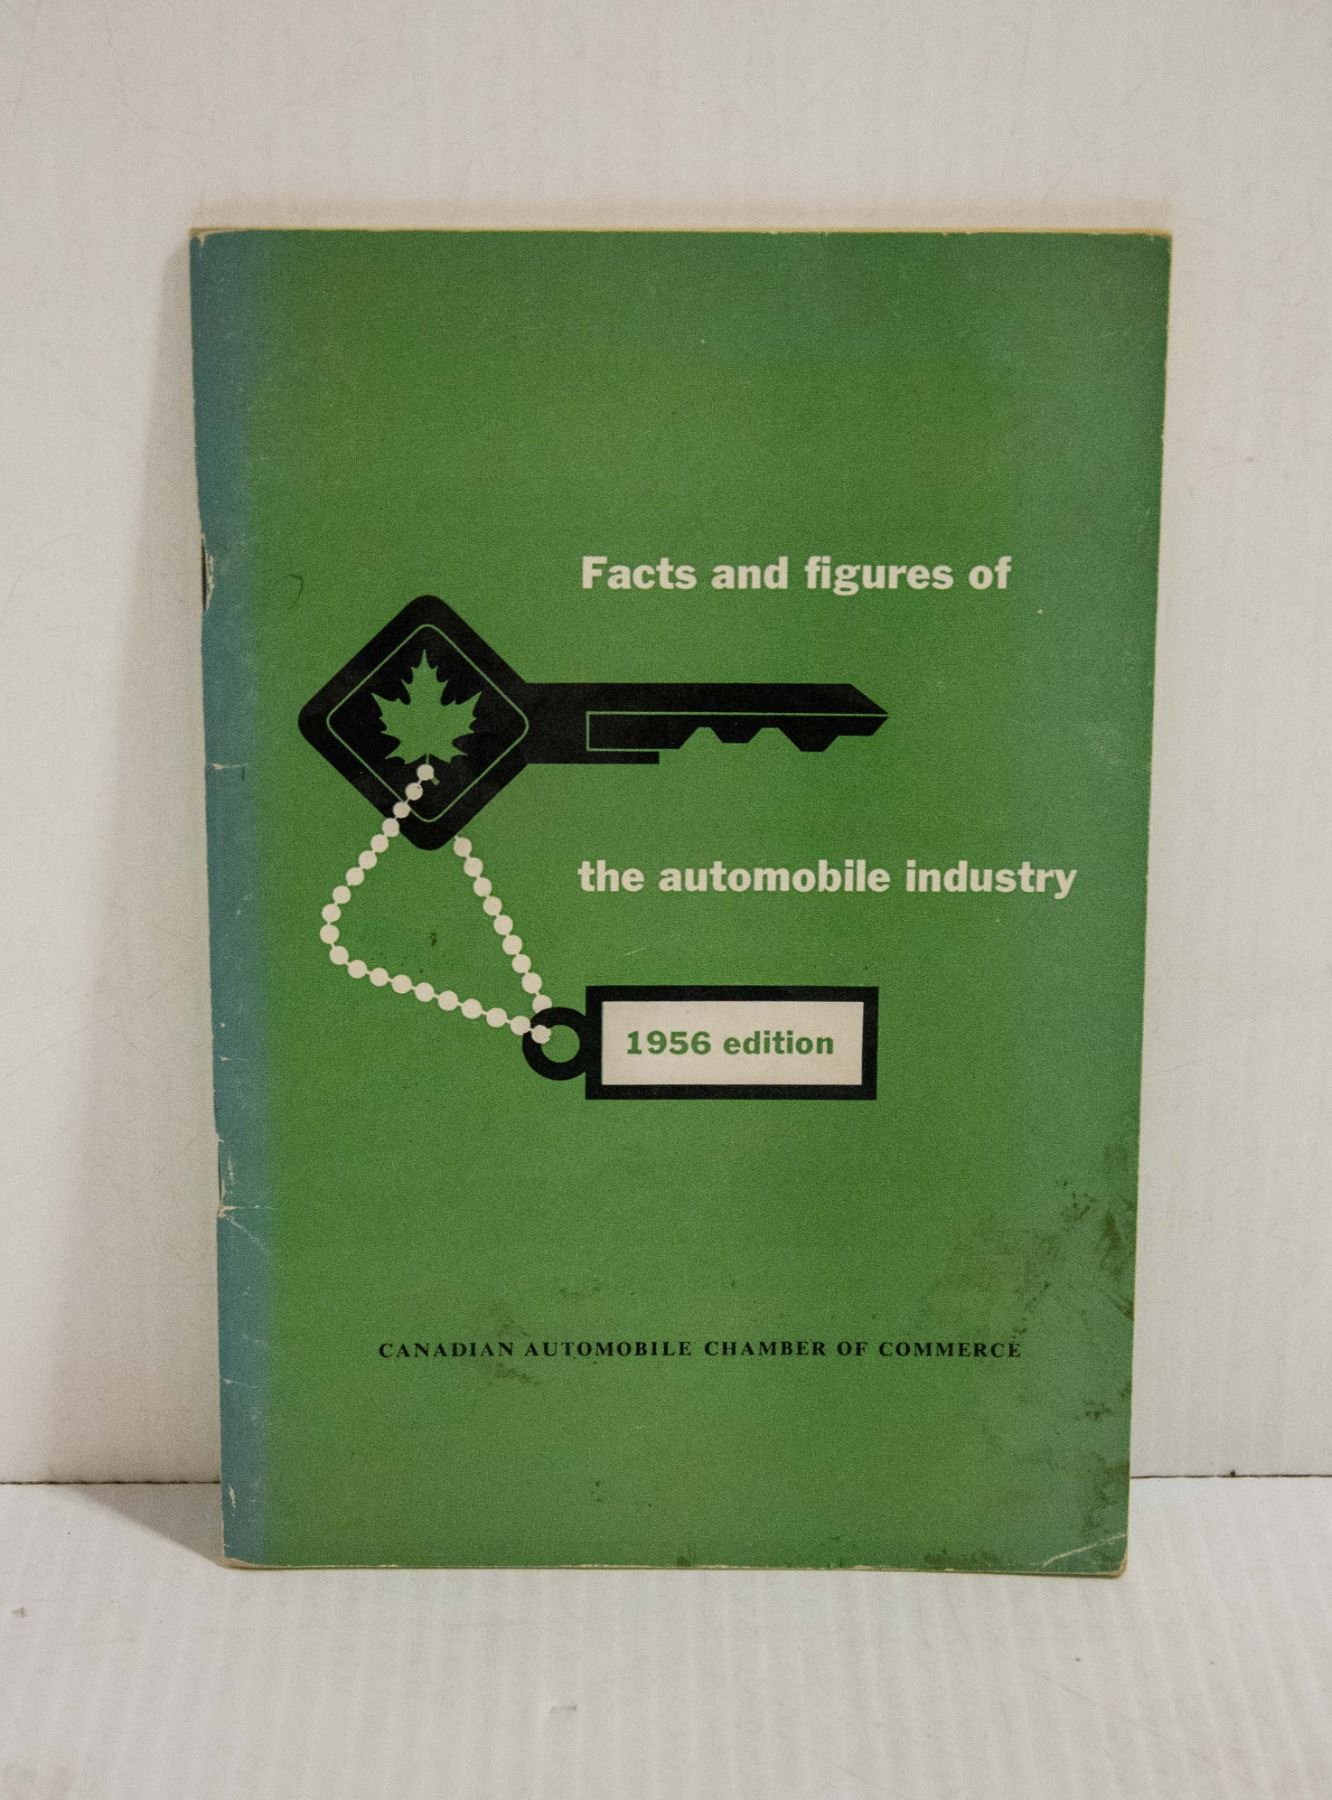 Facts and figures of
the automobile industry
1956 edition
CANADIAN AUTOMOBILE CHAMBER OF COMMERCE